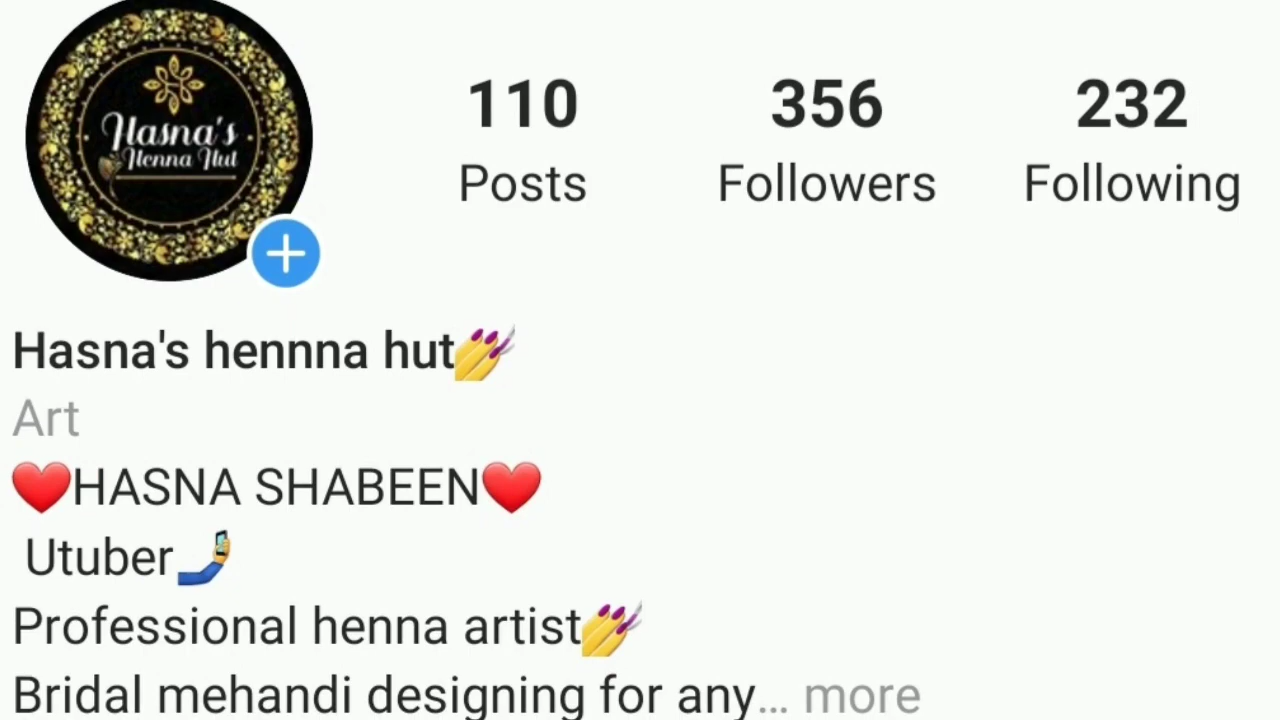 Hasna's
Henna Hut
110 356 232
Posts Followers Following
Hasna's hennna hut💅
Art
❤️HASNA SHABEEN❤️
Utuber🤳
Professional henna artist💅
Bridal mehandi designing for any... more